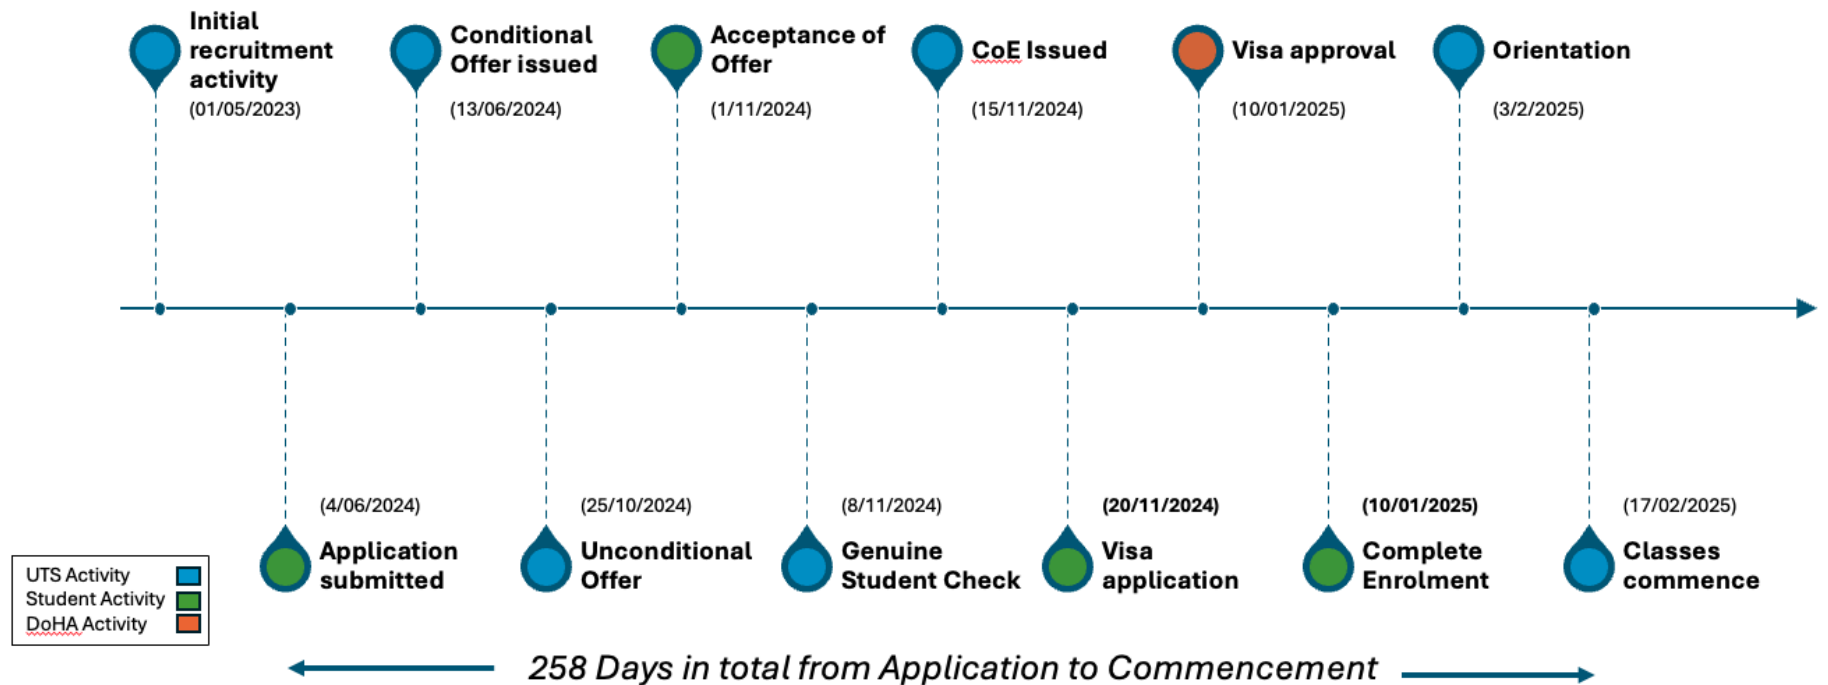 Initial
recruitment
activity
(01/05/2023)
Conditional
Offer issued
(13/06/2024)
Acceptance of
Offer
(1/11/2024)
CoE Issued
(15/11/2024)
Visa approval
(10/01/2025)
Orientation
(3/2/2025)
(4/06/2024)
Application
submitted
(25/10/2024)
Unconditional
Offer
(8/11/2024)
Genuine
Student Check
(20/11/2024)
Visa
application
(10/01/2025)
Complete
Enrolment
(17/02/2025)
Classes
commence
UTS Activity
Student Activity
DoHA Activity
258 Days in total from Application to Commencement